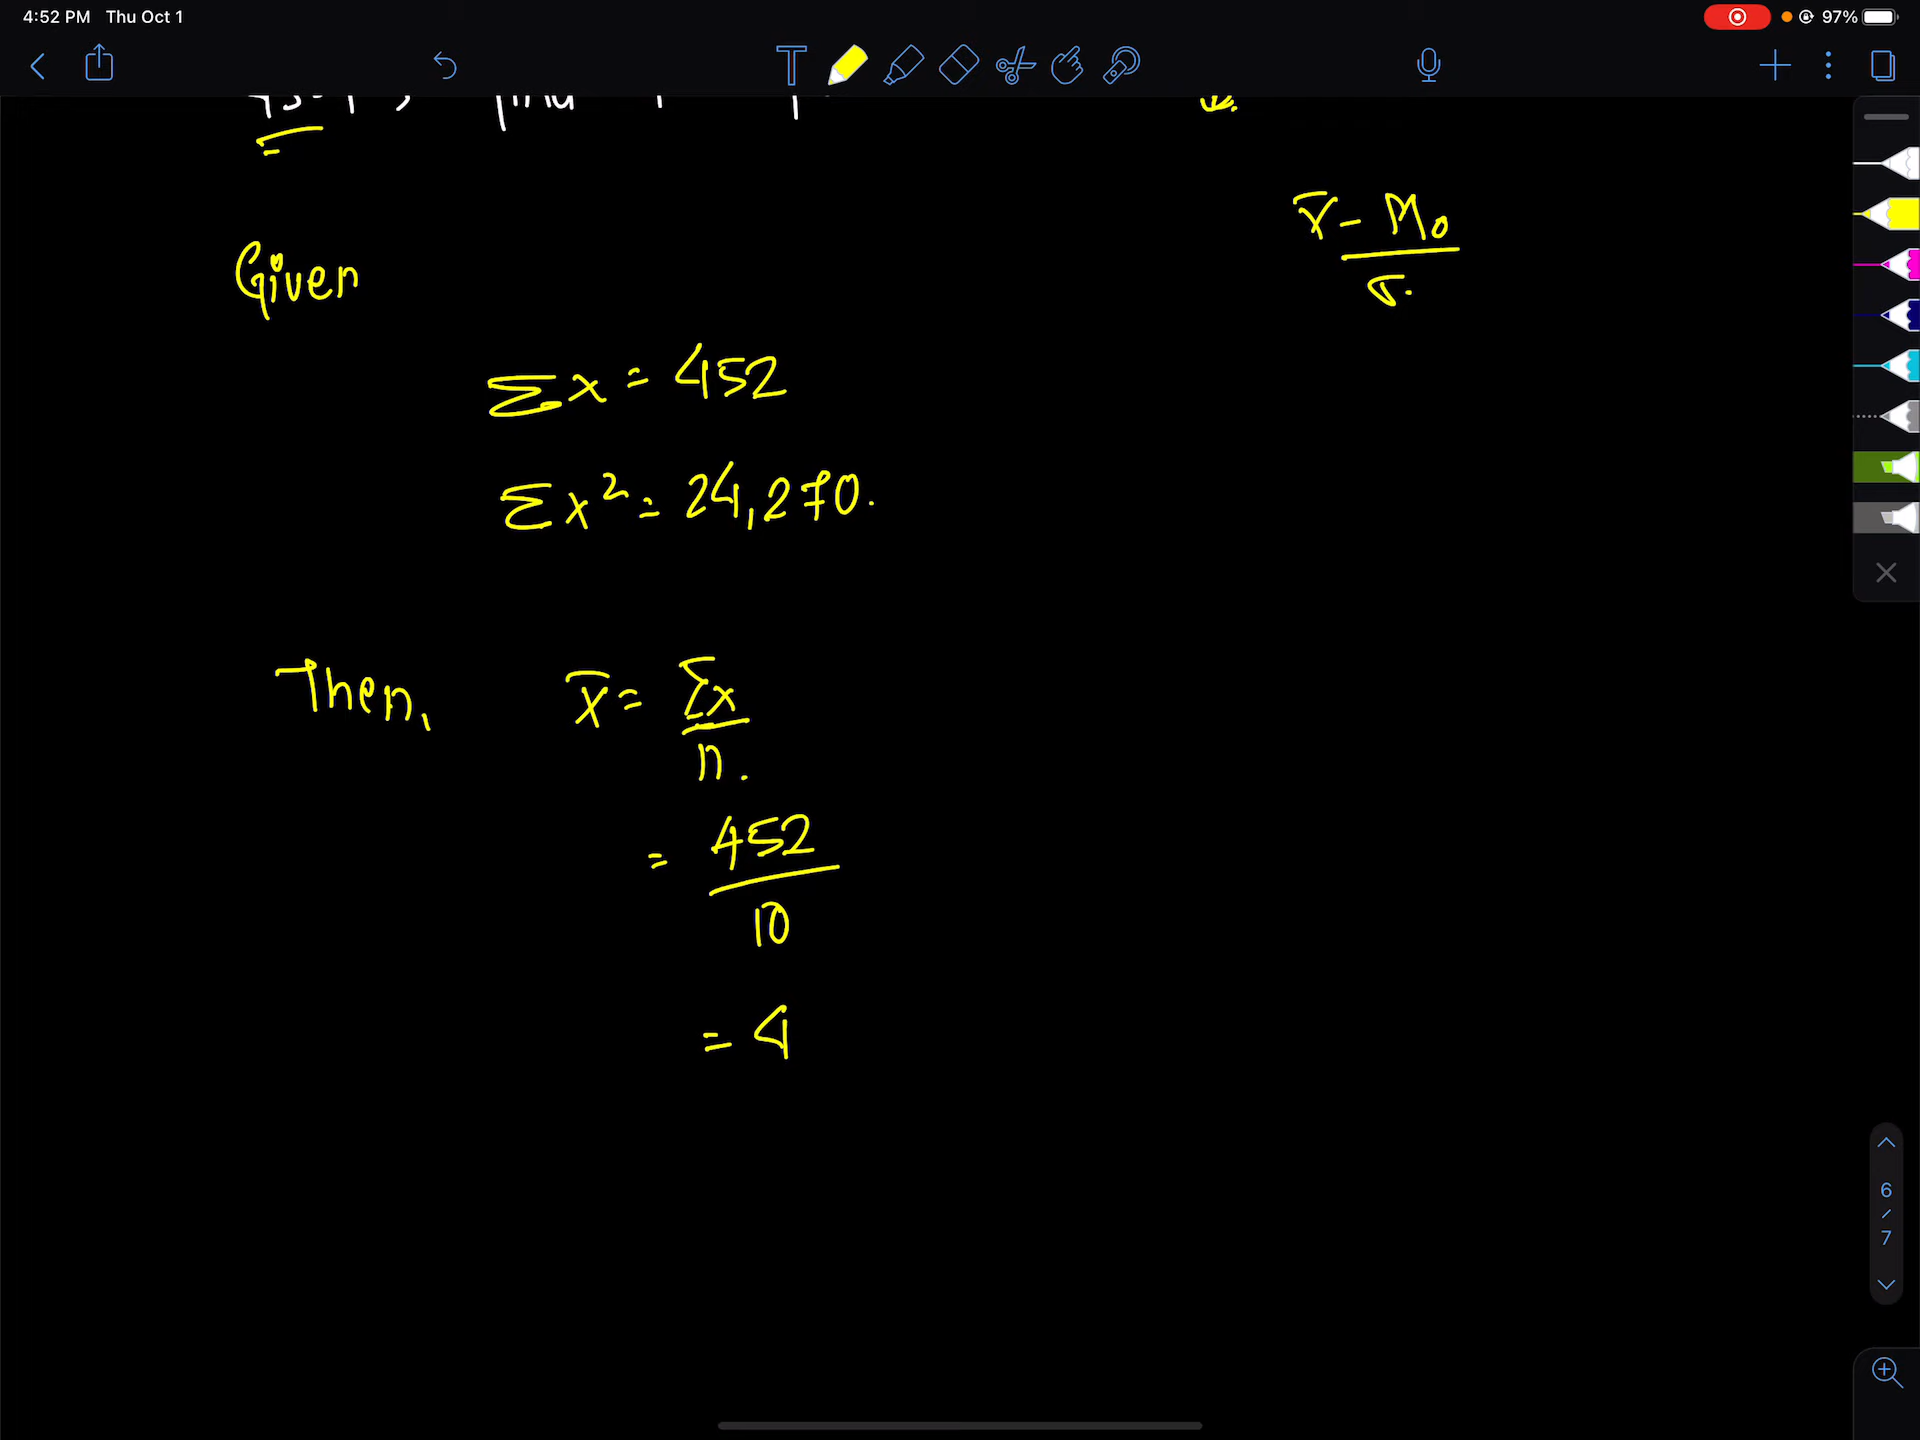 4:52 PM Thu Oct 1
97%
T
find
x̄ - Mo
σ.
Given
Σx = 452
Σx² = 24,270.
Then,
x̄ = Σx
n.
= 452
10
= 4
6
/
7